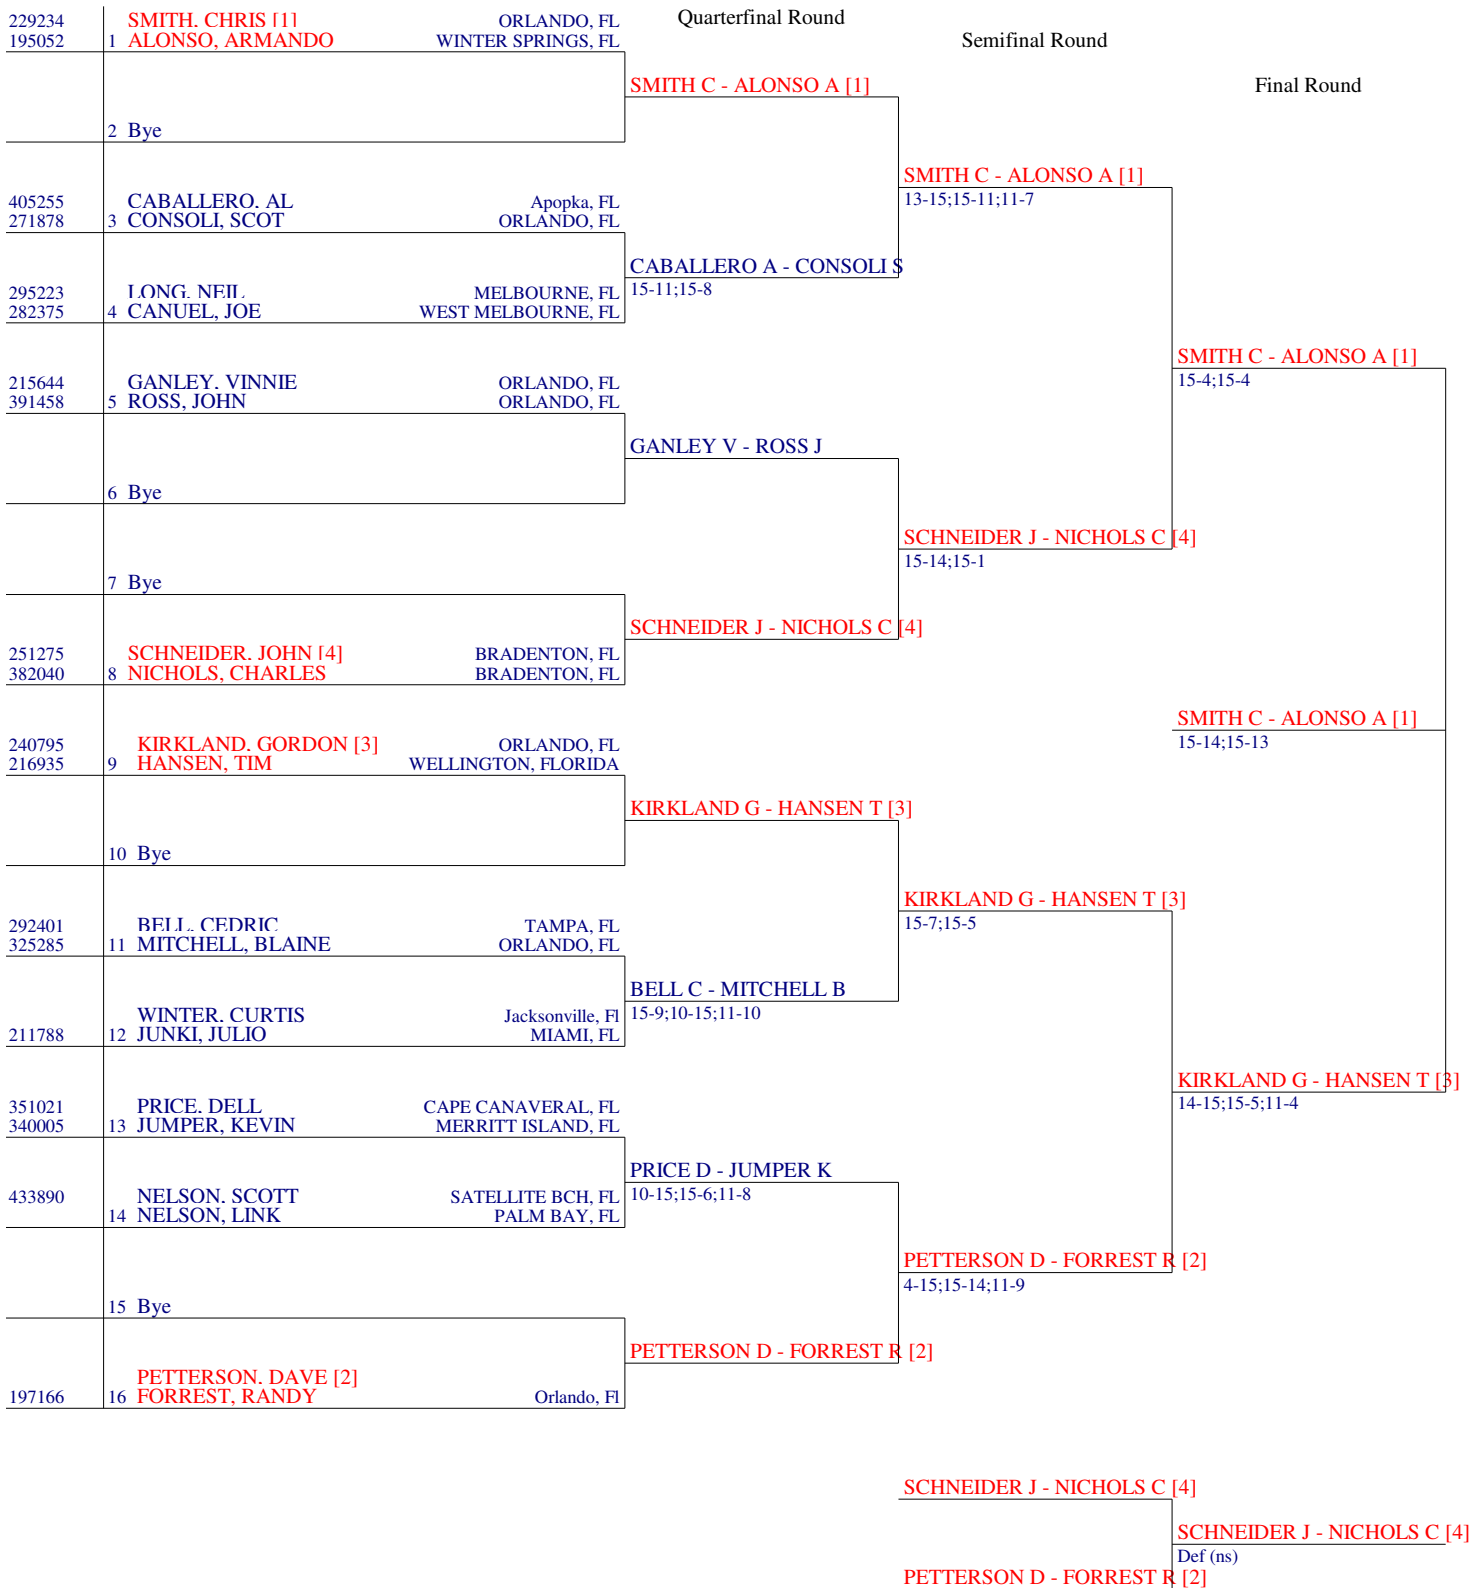 Quarterfinal Round
Semifinal Round
Final Round
229234 SMITH, CHRIS [1] ORLANDO, FL
195052 1 ALONSO, ARMANDO WINTER SPRINGS, FL
SMITH C - ALONSO A [1]
2 Bye
SMITH C - ALONSO A [1]
13-15;15-11;11-7
405255 CABALLERO, AL Apopka, FL
271878 3 CONSOLI, SCOT ORLANDO, FL
CABALLERO A - CONSOLI S
15-11;15-8
295223 LONG, NEIL MELBOURNE, FL
282375 4 CANUEL, JOE WEST MELBOURNE, FL
SMITH C - ALONSO A [1]
15-4;15-4
215644 GANLEY, VINNIE ORLANDO, FL
391458 5 ROSS, JOHN ORLANDO, FL
GANLEY V - ROSS J
6 Bye
SCHNEIDER J - NICHOLS C [4]
15-14;15-1
7 Bye
SCHNEIDER J - NICHOLS C [4]
251275 SCHNEIDER, JOHN [4] BRADENTON, FL
382040 8 NICHOLS, CHARLES BRADENTON, FL
SMITH C - ALONSO A [1]
15-14;15-13
240795 KIRKLAND, GORDON [3] ORLANDO, FL
216935 9 HANSEN, TIM WELLINGTON, FLORIDA
KIRKLAND G - HANSEN T [3]
10 Bye
KIRKLAND G - HANSEN T [3]
15-7;15-5
292401 BELL, CEDRIC TAMPA, FL
325285 11 MITCHELL, BLAINE ORLANDO, FL
BELL C - MITCHELL B
15-9;10-15;11-10
WINTER, CURTIS Jacksonville, Fl
211788 12 JUNKI, JULIO MIAMI, FL
KIRKLAND G - HANSEN T [3]
14-15;15-5;11-4
351021 PRICE, DELL CAPE CANAVERAL, FL
340005 13 JUMPER, KEVIN MERRITT ISLAND, FL
PRICE D - JUMPER K
10-15;15-6;11-8
433890 NELSON, SCOTT SATELLITE BCH, FL
14 NELSON, LINK PALM BAY, FL
PETTERSON D - FORREST R [2]
4-15;15-14;11-9
15 Bye
PETTERSON D - FORREST R [2]
PETTERSON, DAVE [2]
197166 16 FORREST, RANDY Orlando, Fl
SCHNEIDER J - NICHOLS C [4]
SCHNEIDER J - NICHOLS C [4]
Def (ns)
PETTERSON D - FORREST R [2]